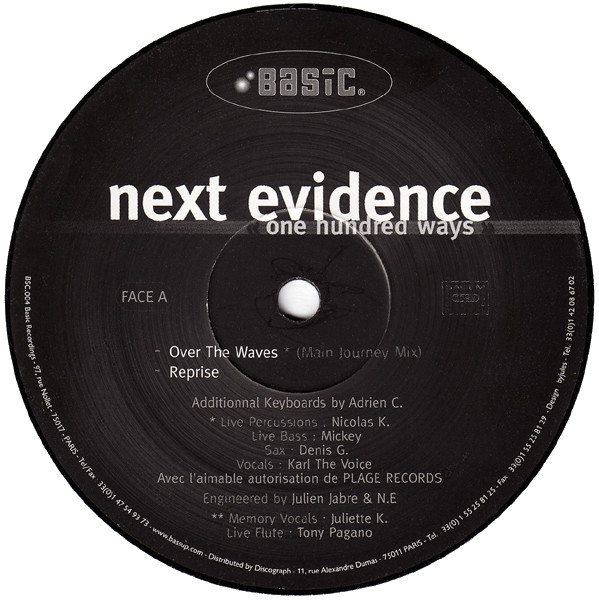 BASIC®
next evidence
one hundred ways
FACE A
- Over The Waves * (Main Journey Mix)
- Reprise
Additionnal Keyboards by Adrien C.
* Live Percussions . Nicolas K.
Live Bass : Mickey
Sax · Denis G.
Vocals · Karl The Voice
Avec l'aimable autorisation de PLAGE RECORDS
Engineered by Julien Jabre & N.E
** Memory Vocals · Juliette K.
Live Flute · Tony Pagano
BSC.004 Basic Recordings - 97, rue Nollet - 75017 - PARIS - Tel/Fax 33(0)1 47 54 93 73 - www.basiup.com - Distributed by Discograph - 11, rue Alexandre Dumas - 75011 PARIS - Tel. 33(0)1 55 25 81 25 - Fax 33(0)1 55 25 81 29 - Design byjules - Tel. 33(0)1 42 08 67 02